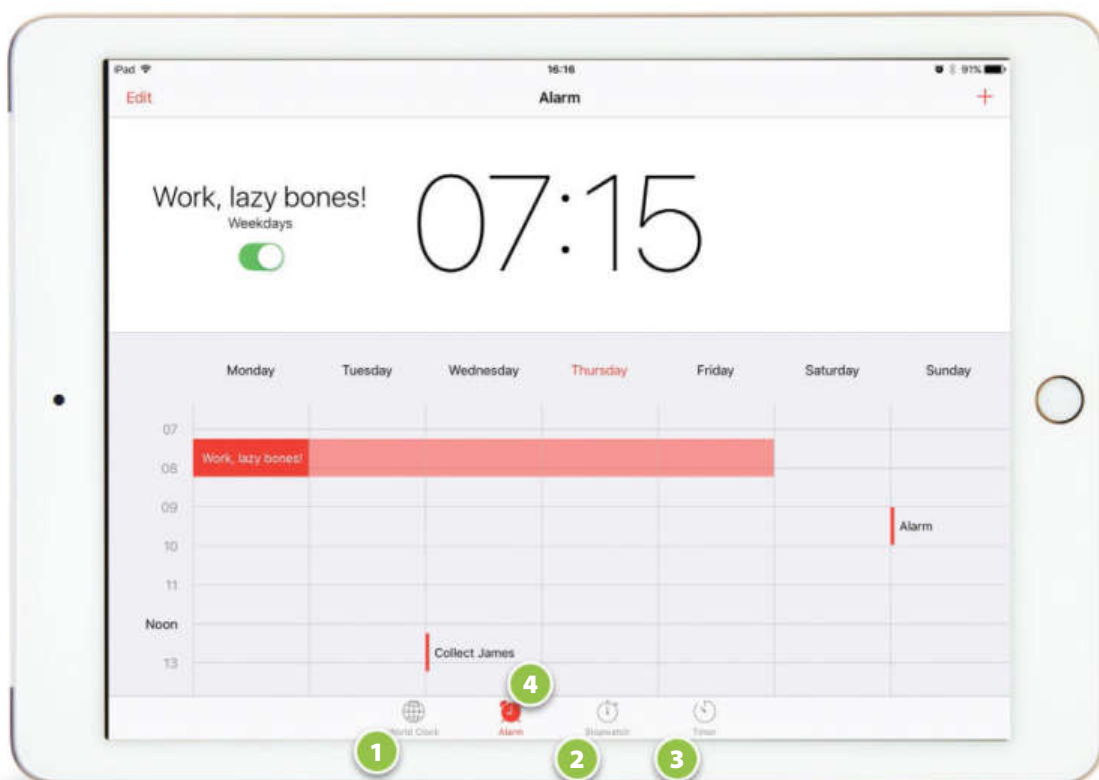 iPad 16:16 91%
Edit Alarm +
Work, lazy bones!
Weekdays
07:15
Monday Tuesday Wednesday Thursday Friday Saturday Sunday
07
Work, lazy bones!
08
09
Alarm
10
11
Noon
Collect James
13
4
World Clock Alarm Stopwatch Timer
1 2 3